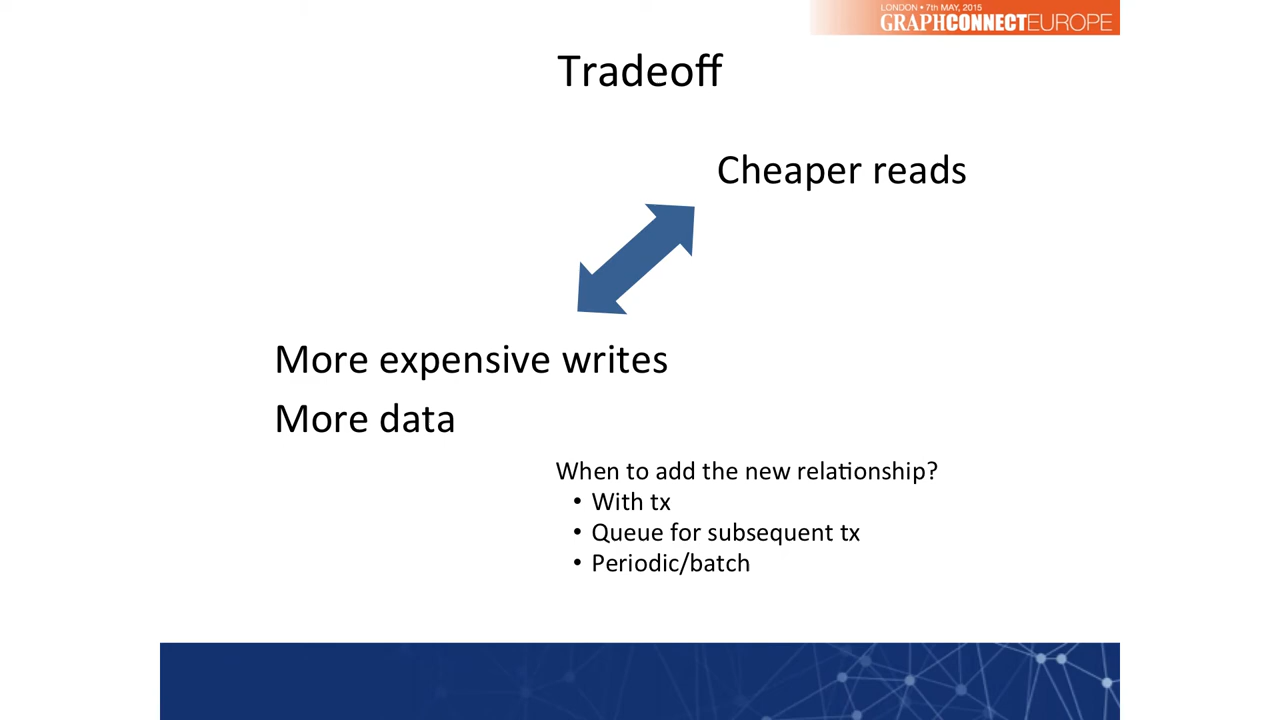 LONDON • 7th MAY, 2015
GRAPHCONNECTEUROPE
Tradeoff
Cheaper reads
More expensive writes
More data
When to add the new relationship?
• With tx
• Queue for subsequent tx
• Periodic/batch